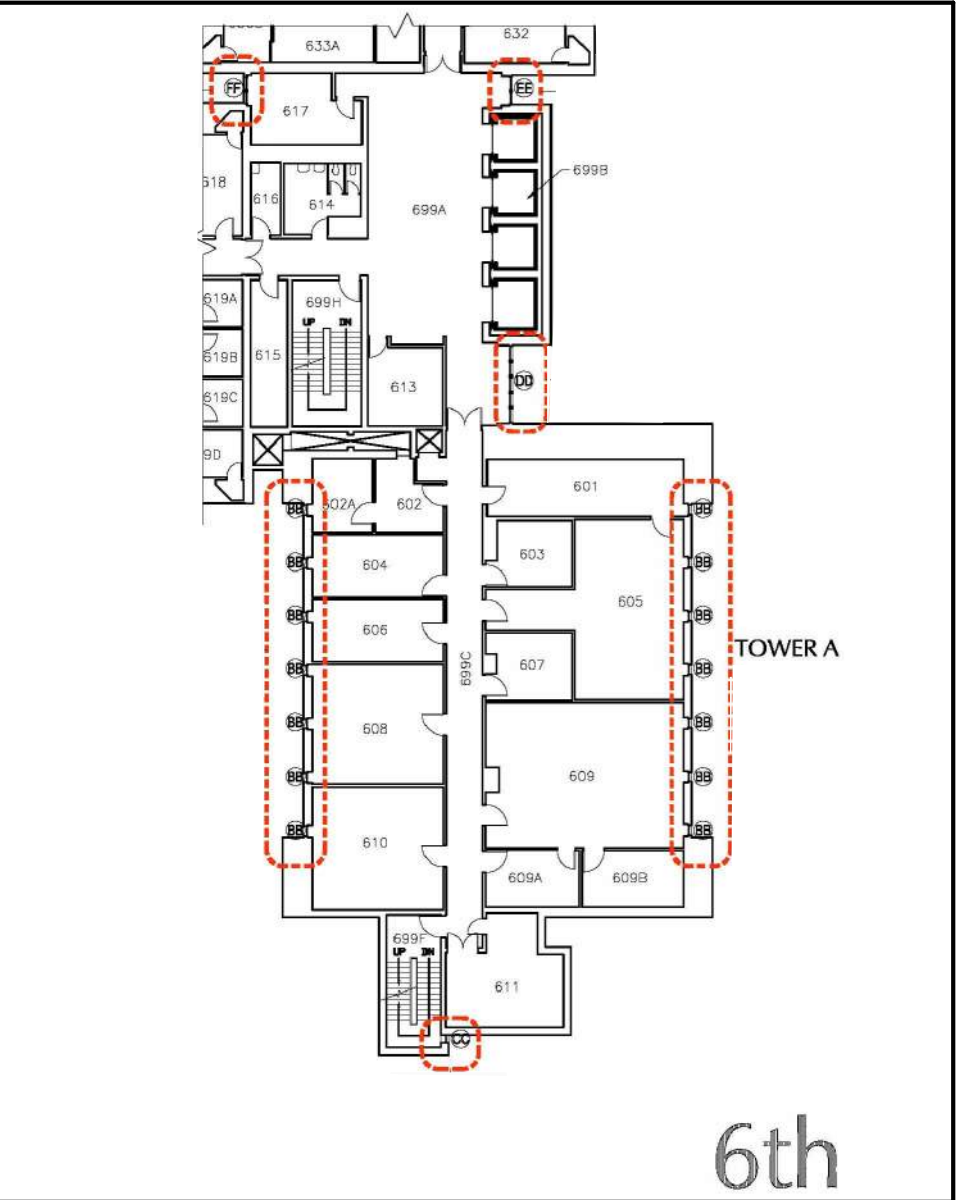 633A
632
FF
EE
617
699B
618
616
614
699A
619A
699H
UP DN
619B
615
613
DD
619C
9D
602A
602
601
BB
BB
603
BB
604
BB
605
BB
606
BB
TOWER A
BB
607
BB
699C
608
BB
BB
609
BB
BB
610
BB
BB
609A
609B
699F
UP DN
611
CC
6th